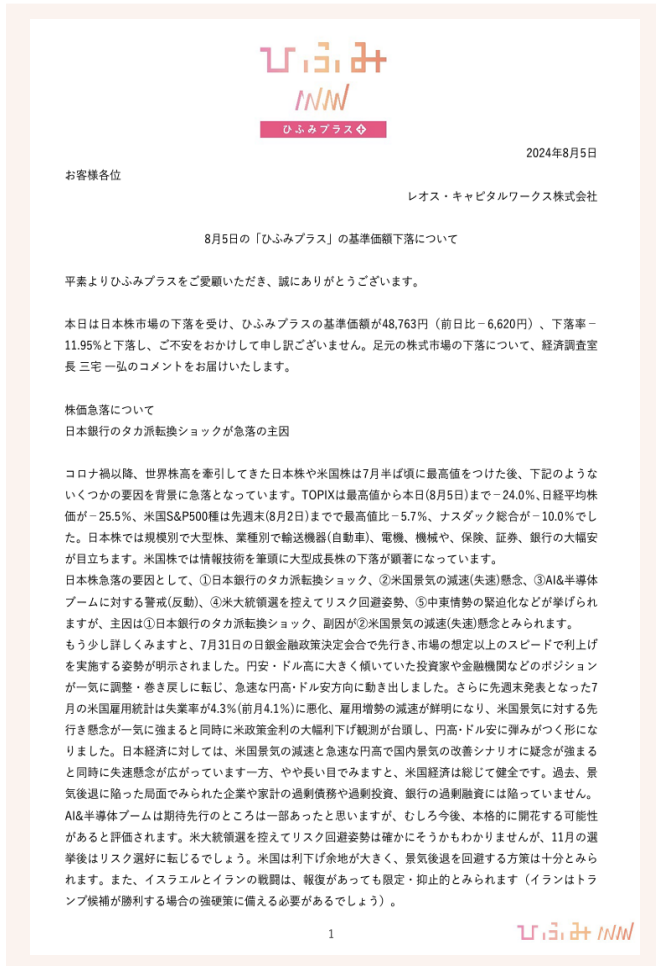 ひふみ
ひふみプラス
2024年8月5日
お客様各位
レオス・キャピタルワークス株式会社
8月5日の「ひふみプラス」の基準価額下落について
平素よりひふみプラスをご愛顧いただき、誠にありがとうございます。
本日は日本株市場の下落を受け、ひふみプラスの基準価額が48,763円（前日比－6,620円）、下落率－
11.95%と下落し、ご不安をおかけして申し訳ございません。足元の株式市場の下落について、経済調査室
長 三宅 一弘のコメントをお届けいたします。
株価急落について
日本銀行のタカ派転換ショックが急落の主因
コロナ禍以降、世界株高を牽引してきた日本株や米国株は7月半ば頃に最高値をつけた後、下記のような
いくつかの要因を背景に急落となっています。TOPIXは最高値から本日(8月5日)まで－24.0%、日経平均株
価が－25.5%、米国S&P500種は先週末(8月2日)までで最高値比－5.7%、ナスダック総合が－10.0%でし
た。日本株では規模別で大型株、業種別で輸送機器(自動車)、電機、機械や、保険、証券、銀行の大幅安
が目立ちます。米国株では情報技術を筆頭に大型成長株の下落が顕著になっています。
日本株急落の要因として、①日本銀行のタカ派転換ショック、②米国景気の減速(失速)懸念、③AI&半導体
ブームに対する警戒(反動)、④米大統領選を控えてリスク回避姿勢、⑤中東情勢の緊迫化などが挙げられ
ますが、主因は①日本銀行のタカ派転換ショック、副因が②米国景気の減速(失速)懸念とみられます。
もう少し詳しくみますと、7月31日の日銀金融政策決定会合で先行き、市場の想定以上のスピードで利上げ
を実施する姿勢が明示されました。円安・ドル高に大きく傾いていた投資家や金融機関などのポジション
が一気に調整・巻き戻しに転じ、急速な円高･ドル安方向に動き出しました。さらに先週末発表となった7
月の米国雇用統計は失業率が4.3%(前月4.1%)に悪化、雇用増勢の減速が鮮明になり、米国景気に対する先
行き懸念が一気に強まると同時に米政策金利の大幅利下げ観測が台頭し、円高･ドル安に弾みがつく形にな
りました。日本経済に対しては、米国景気の減速と急速な円高で国内景気の改善シナリオに疑念が強まる
と同時に失速懸念が広がっています一方、やや長い目でみますと、米国経済は総じて健全です。過去、景
気後退に陥った局面でみられた企業や家計の過剰債務や過剰投資、銀行の過剰融資には陥っていません。
AI&半導体ブームは期待先行のところは一部あったと思いますが、むしろ今後、本格的に開花する可能性
があると評価されます。米大統領選を控えてリスク回避姿勢は確かにそうかもわかりませんが、11月の選
挙後はリスク選好に転じるでしょう。米国は利下げ余地が大きく、景気後退を回避する方策は十分とみら
れます。また、イスラエルとイランの戦闘は、報復があっても限定・抑止的とみられます（イランはトラ
ンプ候補が勝利する場合の強硬策に備える必要があるでしょう）。
1
ひふみ